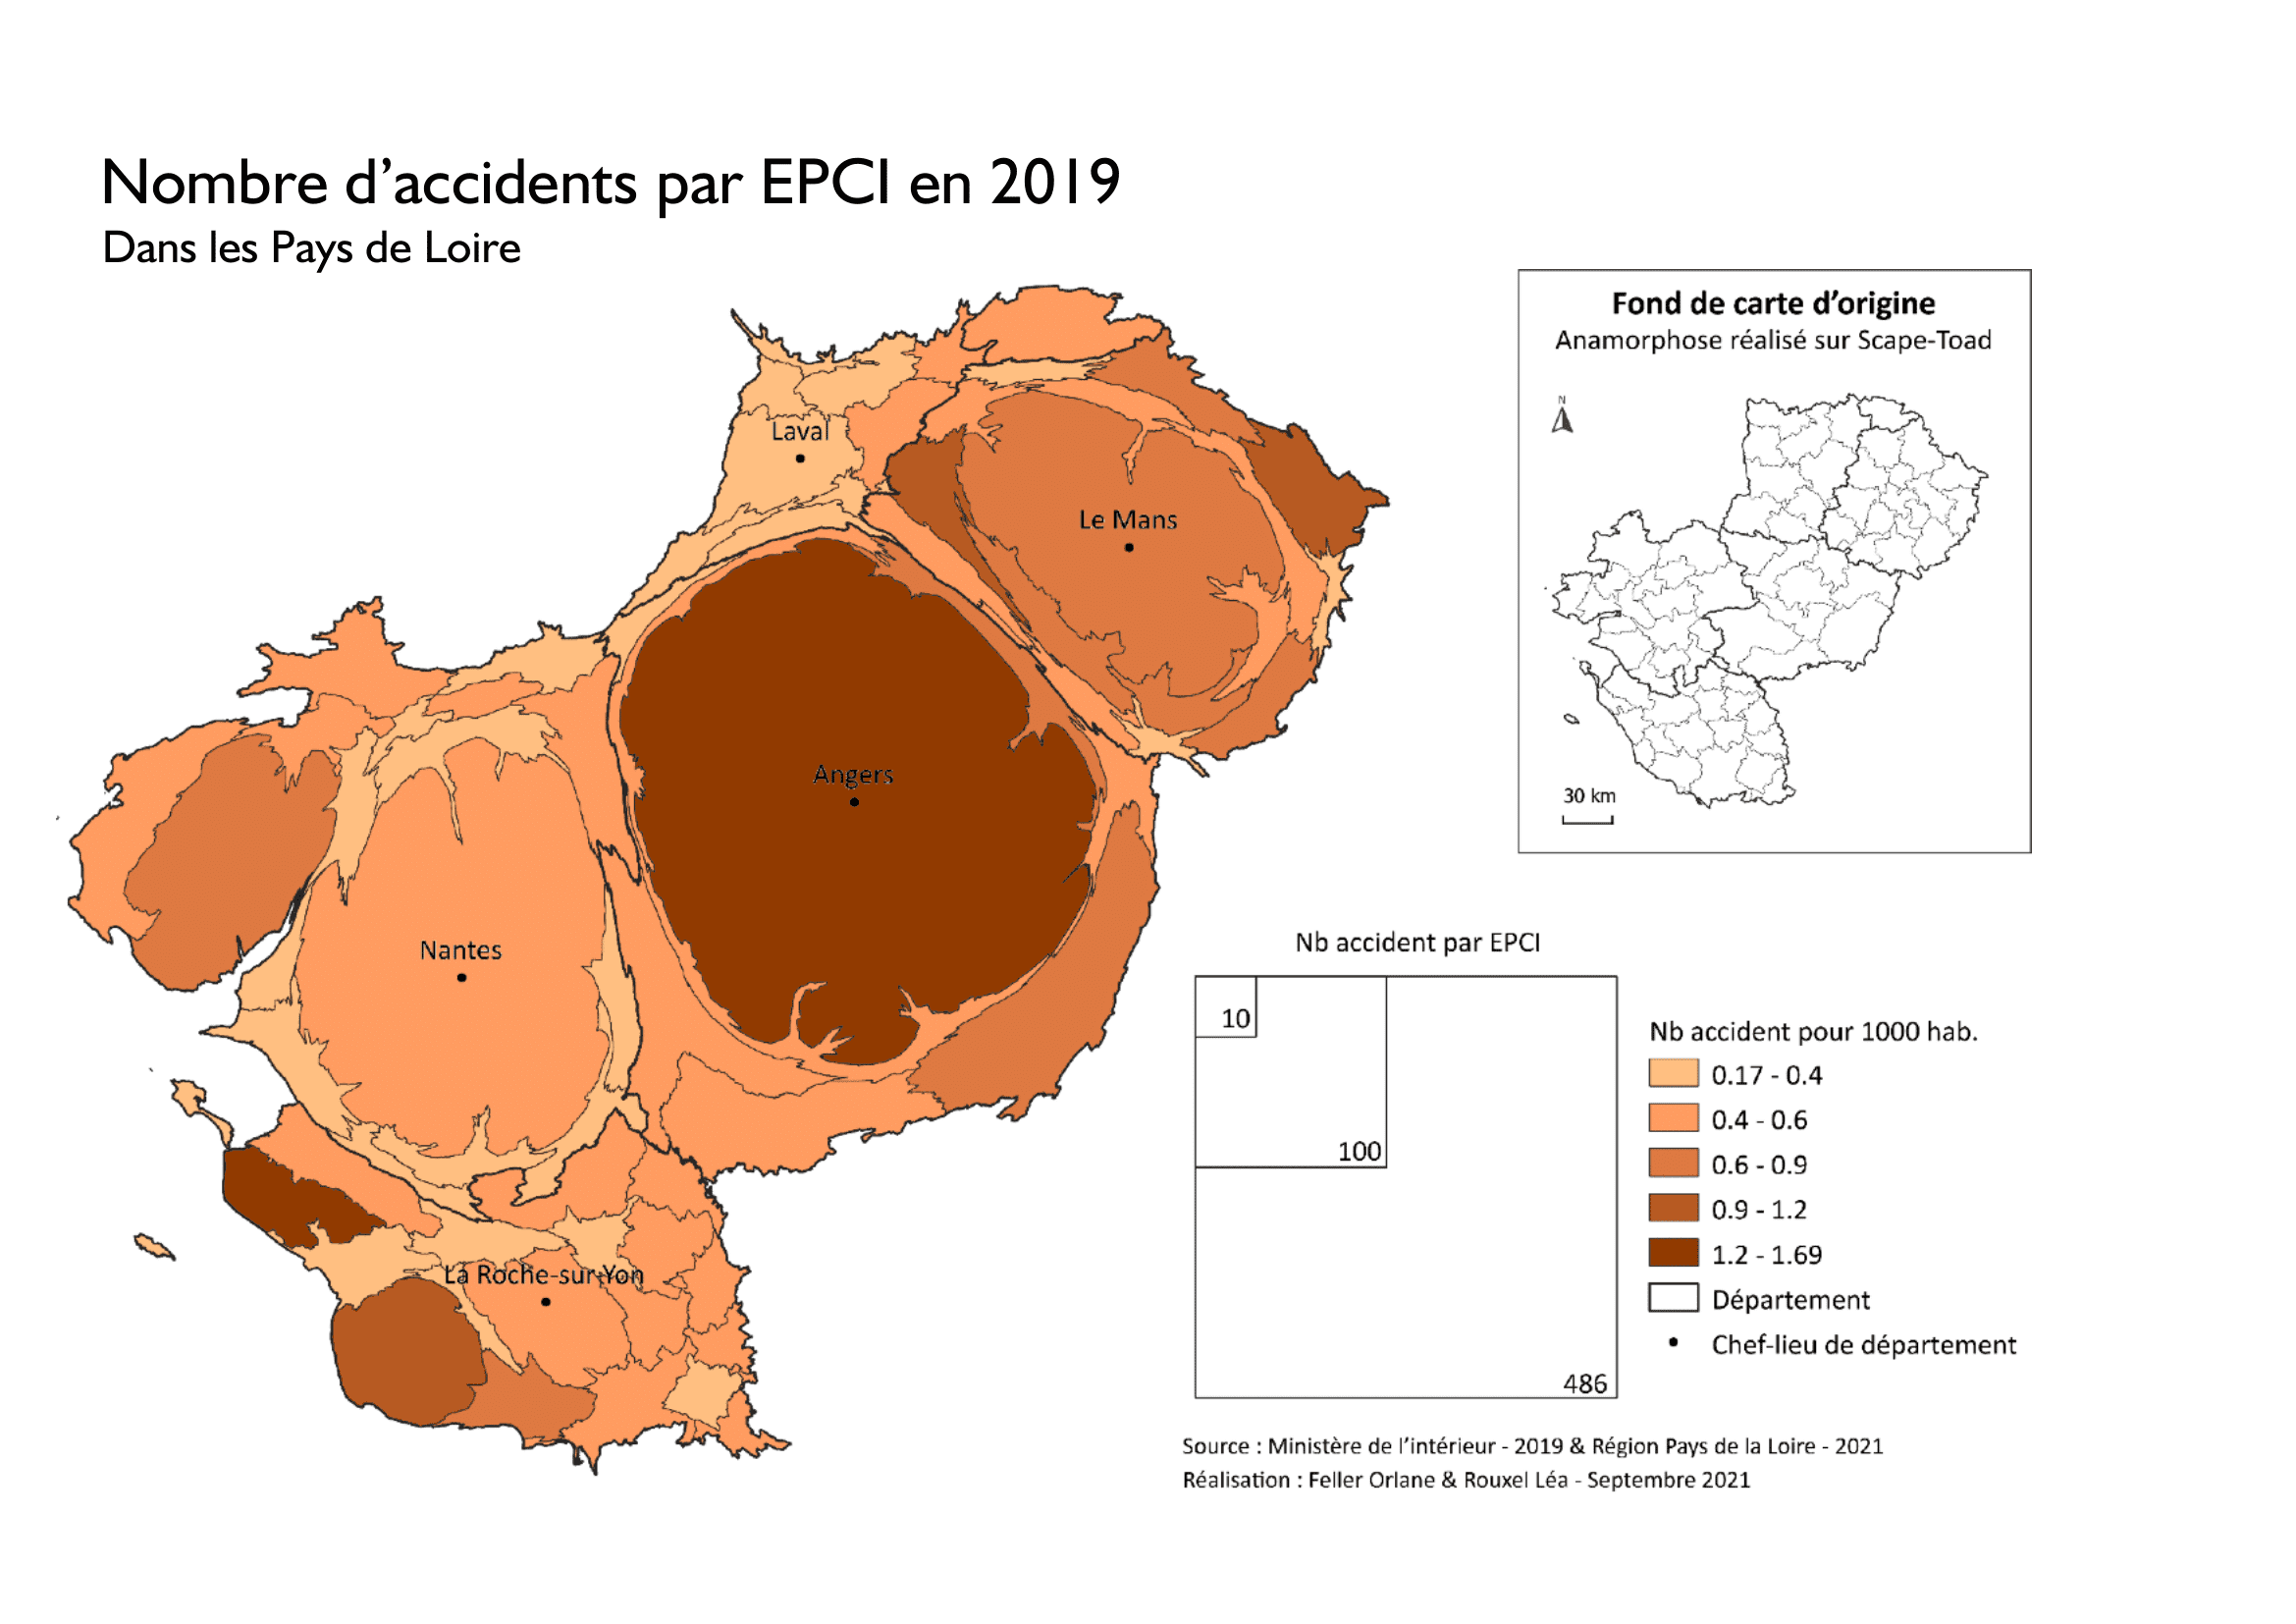 Nombre d’accidents par EPCI en 2019
Dans les Pays de Loire
Fond de carte d’origine
Anamorphose réalisé sur Scape-Toad
N
30 km
Laval
Le Mans
Angers
Nantes
La Roche-sur-Yon
Nb accident par EPCI
10
100
486
Nb accident pour 1000 hab.
0.17 - 0.4
0.4 - 0.6
0.6 - 0.9
0.9 - 1.2
1.2 - 1.69
Département
Chef-lieu de département
Source : Ministère de l’intérieur - 2019 & Région Pays de la Loire - 2021
Réalisation : Feller Orlane & Rouxel Léa - Septembre 2021